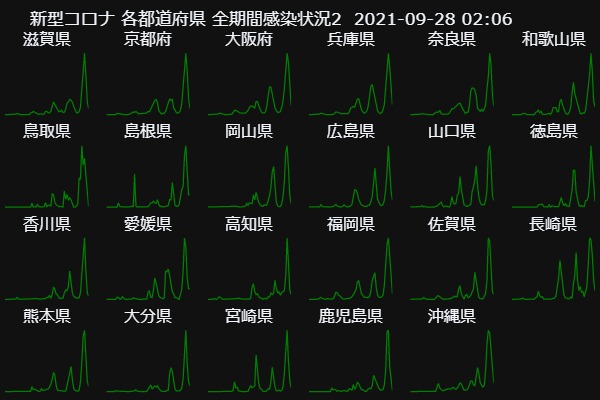 新型コロナ 各都道府県 全期間感染状況2 2021-09-28 02:06
滋賀県 京都府 大阪府 兵庫県 奈良県 和歌山県
鳥取県 島根県 岡山県 広島県 山口県 徳島県
香川県 愛媛県 高知県 福岡県 佐賀県 長崎県
熊本県 大分県 宮崎県 鹿児島県 沖縄県